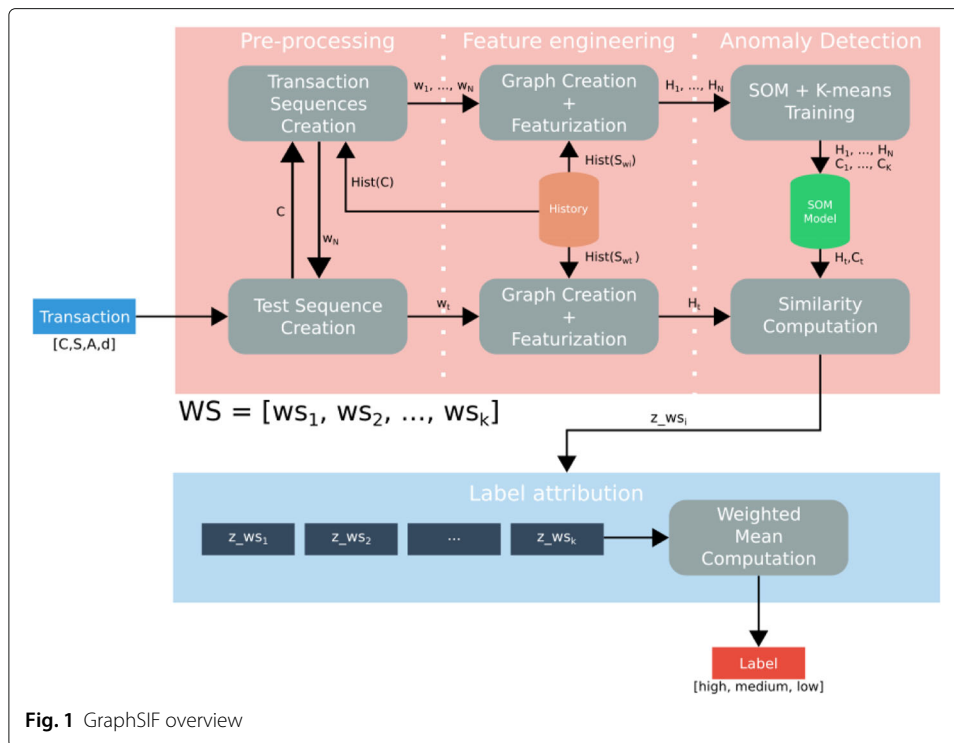 Pre-processing
Feature engineering
Anomaly Detection
Transaction
Sequences
Creation
w1, ..., wN
Graph Creation
+
Featurization
H1, ..., HN
SOM + K-means
Training
H1, ..., HN
C1, ..., CK
Hist(Swi)
Hist(C)
History
SOM
Model
C
wN
Hist(Swt)
Ht,Ct
Transaction
[C,S,A,d]
Test Sequence
Creation
wt
Graph Creation
+
Featurization
Ht
Similarity
Computation
WS = [ws1, ws2, ..., wsk]
z_wsi
Label attribution
z_ws1
z_ws2
...
z_wsk
Weighted
Mean
Computation
Label
[high, medium, low]
Fig. 1 GraphSIF overview